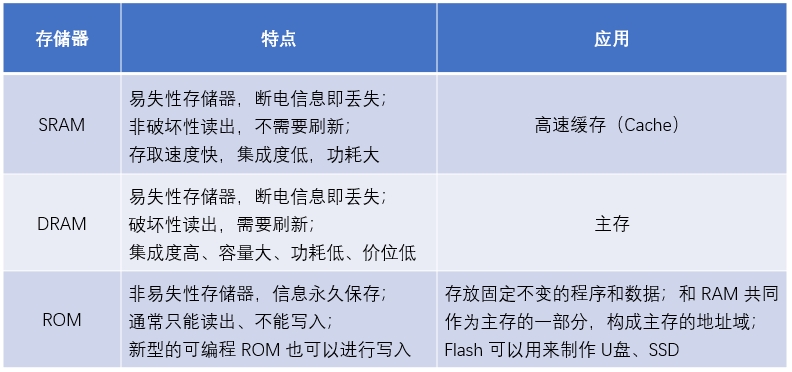 存储器 特点 应用
SRAM
易失性存储器，断电信息即丢失；
非破坏性读出，不需要刷新；
存取速度快，集成度低，功耗大
高速缓存（Cache）
DRAM
易失性存储器，断电信息即丢失；
破坏性读出，需要刷新；
集成度高、容量大、功耗低、价位低
主存
ROM
非易失性存储器，信息永久保存；
通常只能读出、不能写入；
新型的可编程 ROM 也可以进行写入
存放固定不变的程序和数据；和 RAM 共同
作为主存的一部分，构成主存的地址域；
Flash 可以用来制作 U盘、SSD